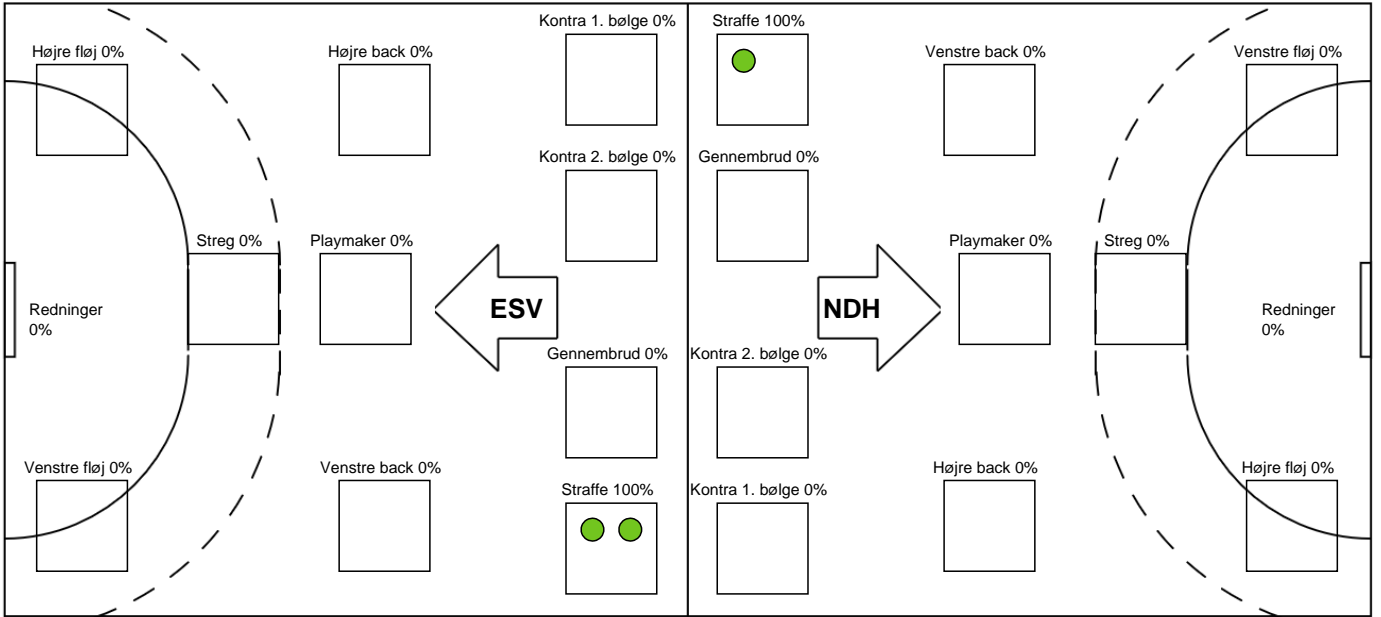 Kontra 1. bølge 0%
Straffe 100%
Højre fløj 0%
Højre back 0%
Venstre back 0%
Venstre fløj 0%
Kontra 2. bølge 0%
Gennembrud 0%
Streg 0%
Playmaker 0%
Playmaker 0%
Streg 0%
Redninger
0%
ESV
NDH
Redninger
0%
Gennembrud 0%
Kontra 2. bølge 0%
Venstre fløj 0%
Venstre back 0%
Højre back 0%
Højre fløj 0%
Straffe 100%
Kontra 1. bølge 0%